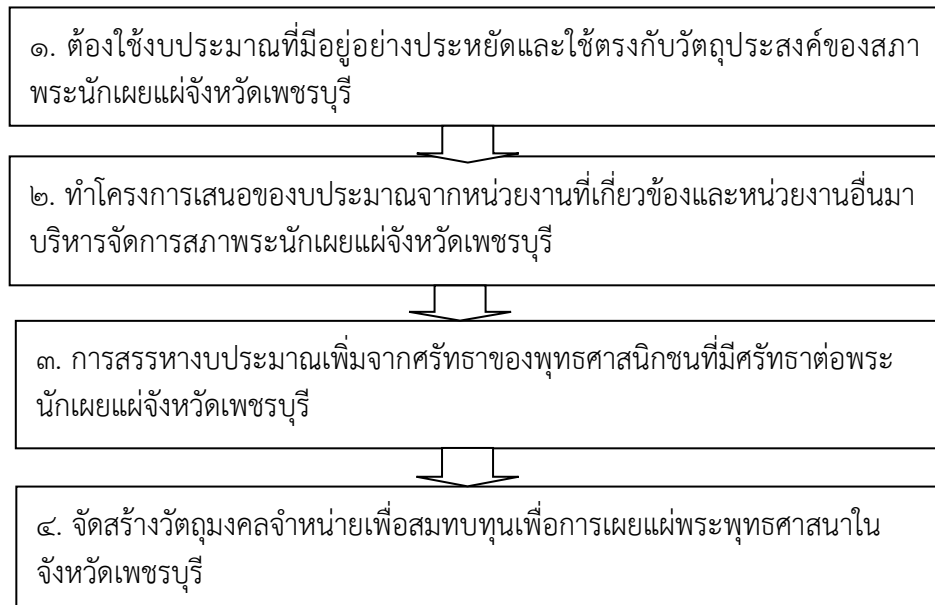 ๑. ต้องใช้งบประมาณที่มีอยู่อย่างประหยัดและใช้ตรงกับวัตถุประสงค์ของสภา
พระนักเผยแผ่จังหวัดเพชรบุรี
๒. ทำโครงการเสนอของบประมาณจากหน่วยงานที่เกี่ยวข้องและหน่วยงานอื่นมา
บริหารจัดการสภาพระนักเผยแผ่จังหวัดเพชรบุรี
๓. การสรรหางบประมาณเพิ่มจากศรัทธาของพุทธศาสนิกชนที่มีศรัทธาต่อพระ
นักเผยแผ่จังหวัดเพชรบุรี
๔. จัดสร้างวัตถุมงคลจำหน่ายเพื่อสมทบทุนเพื่อการเผยแผ่พระพุทธศาสนาใน
จังหวัดเพชรบุรี